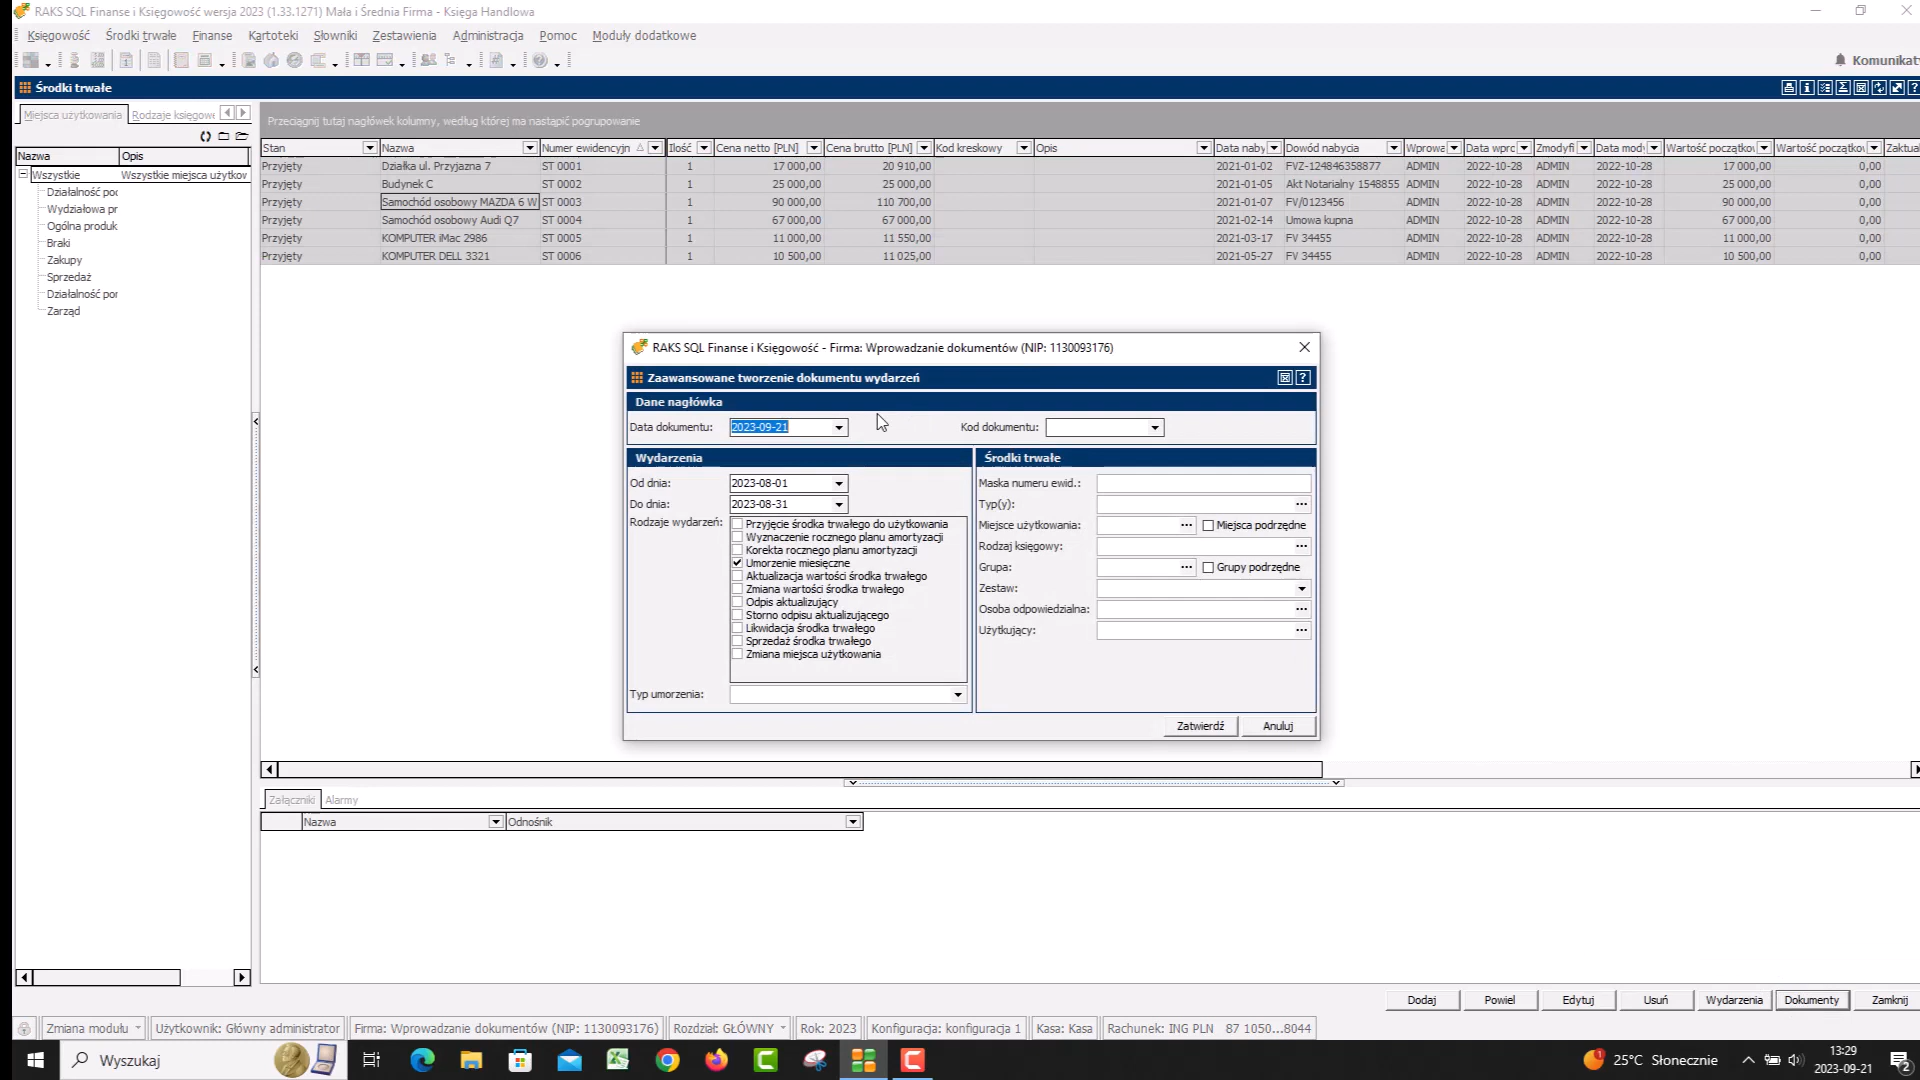 RAKS SQL Finanse i Księgowość wersja 2023 (1.33.1271) Mała i Średnia Firma - Księga Handlowa
Księgowość Środki trwałe Finanse Kartoteki Słowniki Zestawienia Administracja Pomoc Moduły dodatkowe
Komunikaty
Środki trwałe
Miejsca użytkowania Rodzaje księgowe
Przeciągnij tutaj nagłówek kolumny, według której ma nastąpić pogrupowanie
Nazwa Opis
Stan Nazwa Numer ewidencyjn Ilość Cena netto [PLN] Cena brutto [PLN] Kod kreskowy Opis Data naby Dowód nabycia Wprowa Data wprc Zmodyfi Data mod Wartość początkov Wartość początkov Zaktual
Wszystkie Wszystkie miejsca użytkow
Działalność poc
Wydziałowa pr
Ogólna produk
Braki
Zakupy
Sprzedaż
Działalność por
Zarząd
Przyjęty Działka ul. Przyjazna 7 ST 0001 1 17 000,00 20 910,00 2021-01-02 FVZ-124846358877 ADMIN 2022-10-28 ADMIN 2022-10-28 17 000,00 0,00
Przyjęty Budynek C ST 0002 1 25 000,00 25 000,00 2021-01-05 Akt Notarialny 1548855 ADMIN 2022-10-28 ADMIN 2022-10-28 25 000,00 0,00
Przyjęty Samochód osobowy MAZDA 6 W ST 0003 1 90 000,00 110 700,00 2021-01-07 FV/0123456 ADMIN 2022-10-28 ADMIN 2022-10-28 90 000,00 0,00
Przyjęty Samochód osobowy Audi Q7 ST 0004 1 67 000,00 67 000,00 2021-02-14 Umowa kupna ADMIN 2022-10-28 ADMIN 2022-10-28 67 000,00 0,00
Przyjęty KOMPUTER iMac 2986 ST 0005 1 11 000,00 11 550,00 2021-03-17 FV 34455 ADMIN 2022-10-28 ADMIN 2022-10-28 11 000,00 0,00
Przyjęty KOMPUTER DELL 3321 ST 0006 1 10 500,00 11 025,00 2021-05-27 FV 34455 ADMIN 2022-10-28 ADMIN 2022-10-28 10 500,00 0,00
RAKS SQL Finanse i Księgowość - Firma: Wprowadzanie dokumentów (NIP: 1130093176)
Zaawansowane tworzenie dokumentu wydarzeń
Dane nagłówka
Data dokumentu: 2023-09-21 Kod dokumentu:
Wydarzenia
Od dnia: 2023-08-01
Do dnia: 2023-08-31
Rodzaje wydarzeń:
Przyjęcie środka trwałego do użytkowania
Wyznaczenie rocznego planu amortyzacji
Korekta rocznego planu amortyzacji
Umorzenie miesięczne
Aktualizacja wartości środka trwałego
Zmiana wartości środka trwałego
Odpis aktualizujący
Storno odpisu aktualizującego
Likwidacja środka trwałego
Sprzedaż środka trwałego
Zmiana miejsca użytkowania
Typ umorzenia:
Środki trwałe
Maska numeru ewid.:
Typ(y):
Miejsce użytkowania: Miejsca podrzędne
Rodzaj księgowy:
Grupa: Grupy podrzędne
Zestaw:
Osoba odpowiedzialna:
Użytkujący:
Zatwierdź Anuluj
Załączniki Alarmy
Nazwa Odnośnik
Dodaj Powiel Edytuj Usuń Wydarzenia Dokumenty Zamknij
Zmiana modułu Użytkownik: Główny administrator Firma: Wprowadzanie dokumentów (NIP: 1130093176) Rozdział: GŁÓWNY Rok: 2023 Konfiguracja: konfiguracja 1 Kasa: Kasa Rachunek: ING PLN 87 1050...8044
Wyszukaj
25°C Słonecznie
13:29
2023-09-21